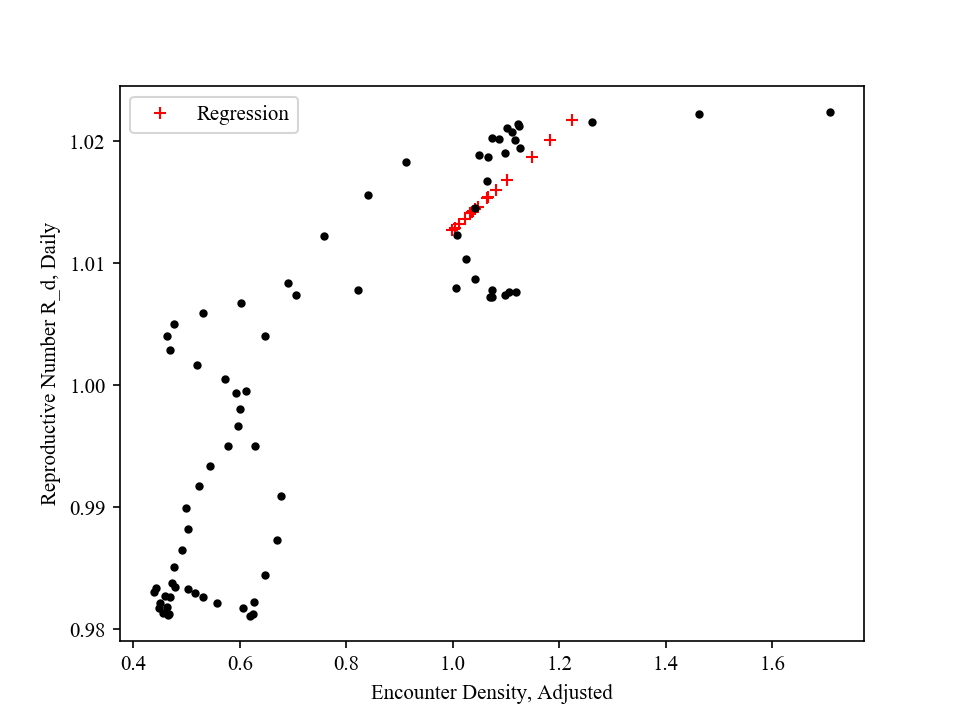 Regression
1.02
1.01
1.00
0.99
0.98
Reproductive Number R_d, Daily
0.4 0.6 0.8 1.0 1.2 1.4 1.6
Encounter Density, Adjusted